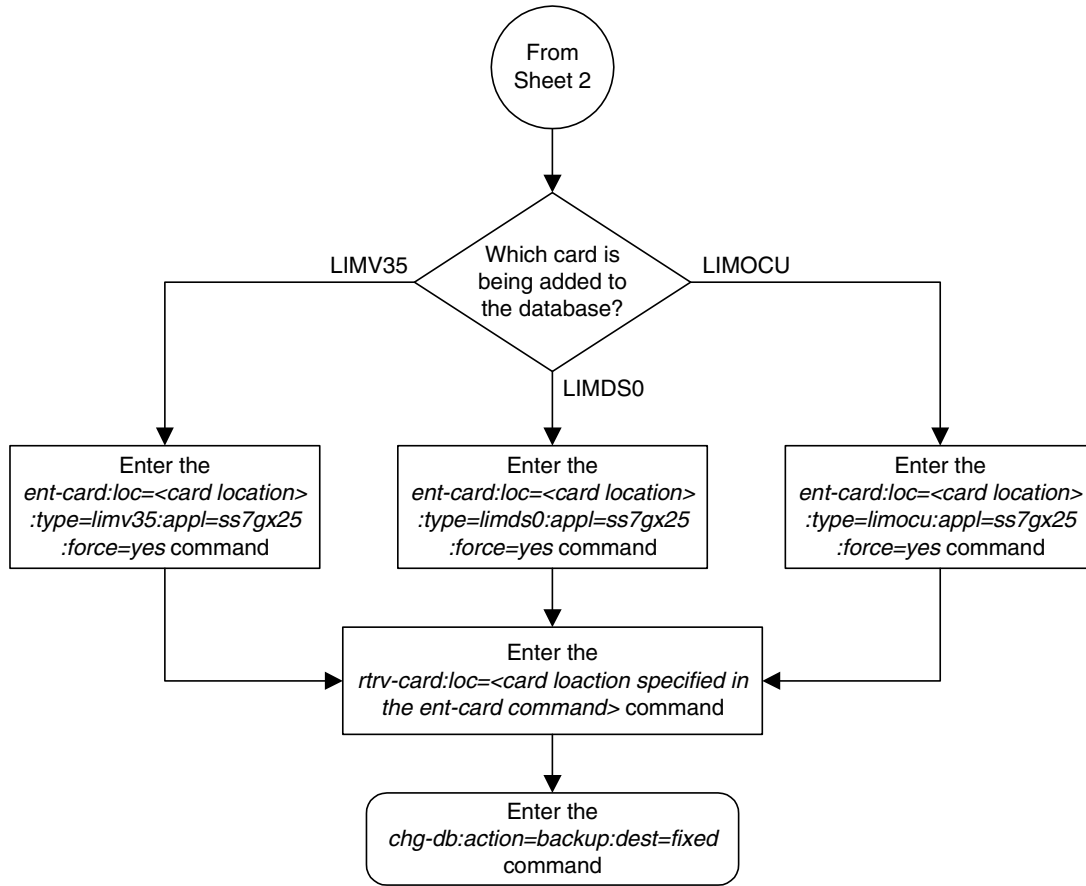 From
Sheet 2
Which card is
being added to
the database?
LIMV35
LIMOCU
LIMDS0
Enter the
ent-card:loc=<card location>
:type=limv35:appl=ss7gx25
:force=yes command
Enter the
ent-card:loc=<card location>
:type=limds0:appl=ss7gx25
:force=yes command
Enter the
ent-card:loc=<card location>
:type=limocu:appl=ss7gx25
:force=yes command
Enter the
rtrv-card:loc=<card loaction specified in
the ent-card command> command
Enter the
chg-db:action=backup:dest=fixed
command